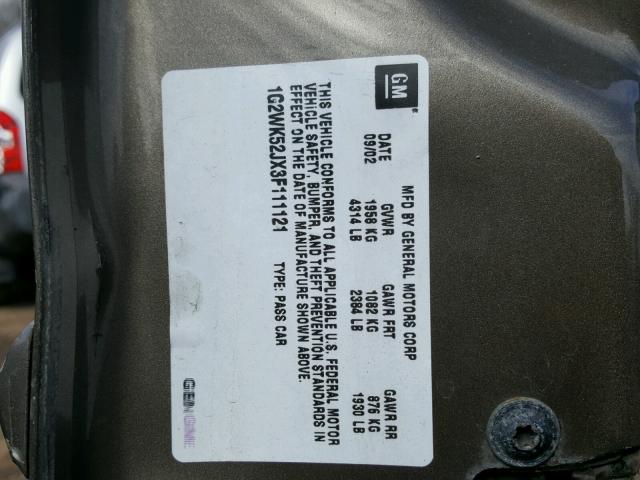 GM
MFD BY GENERAL MOTORS CORP
DATE GVWR GAWR FRT GAWR RR
09/02 1958 KG 1082 KG 876 KG
4314 LB 2384 LB 1930 LB
THIS VEHICLE CONFORMS TO ALL APPLICABLE U.S. FEDERAL MOTOR
VEHICLE SAFETY, BUMPER, AND THEFT PREVENTION STANDARDS IN
EFFECT ON THE DATE OF MANUFACTURE SHOWN ABOVE.
1G2WK52JX3F111121 TYPE: PASS CAR